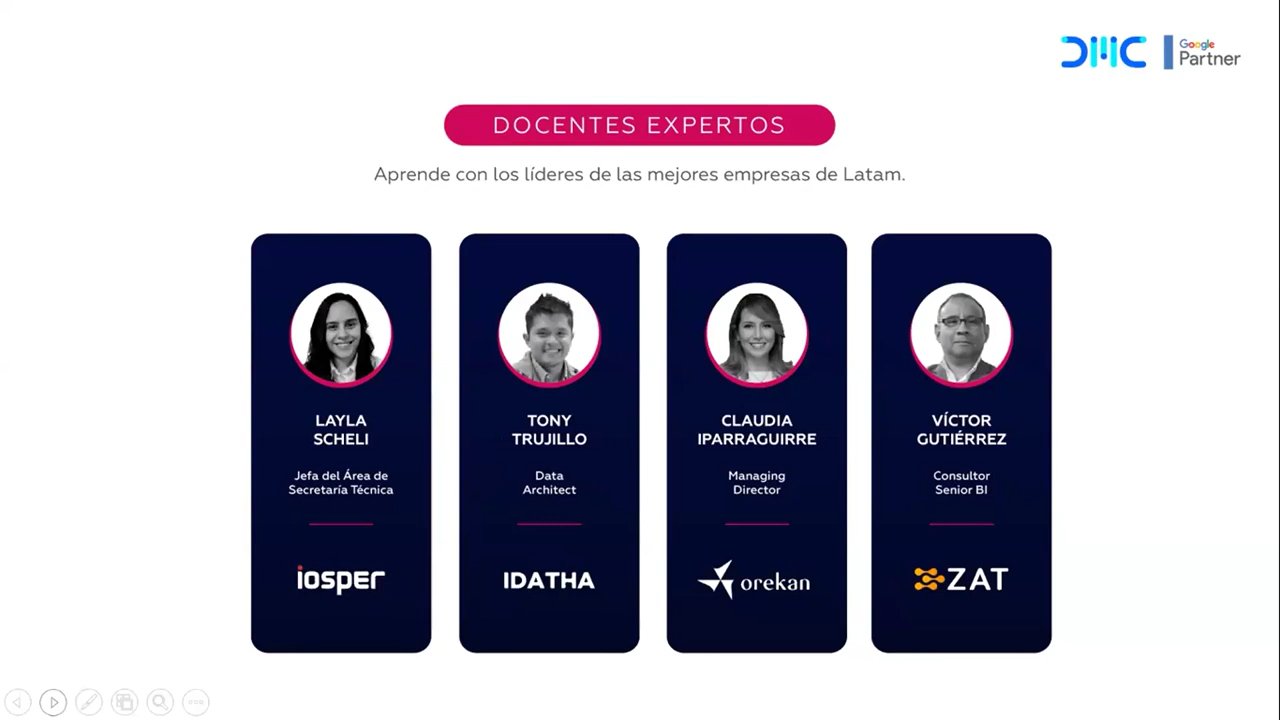 DMC
Google
Partner
DOCENTES EXPERTOS
Aprende con los líderes de las mejores empresas de Latam.
LAYLA
SCHELI
Jefa del Área de
Secretaría Técnica
iosper
TONY
TRUJILLO
Data
Architect
IDATHA
CLAUDIA
IPARRAGUIRRE
Managing
Director
orekan
VÍCTOR
GUTIÉRREZ
Consultor
Senior BI
ZAT